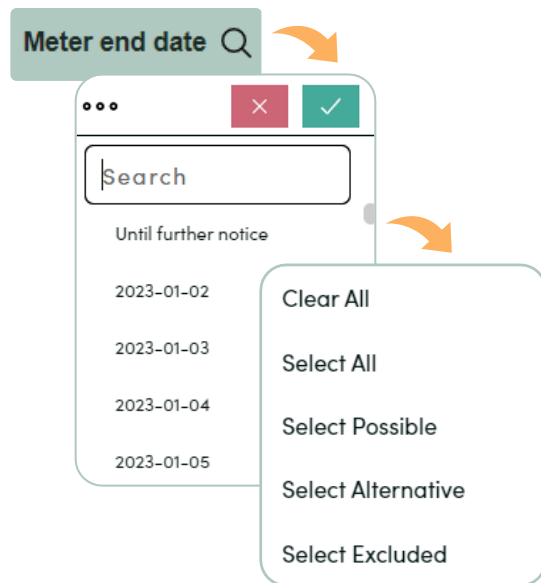 Meter end date
Search
Until further notice
2023-01-02
2023-01-03
2023-01-04
2023-01-05
Clear All
Select All
Select Possible
Select Alternative
Select Excluded